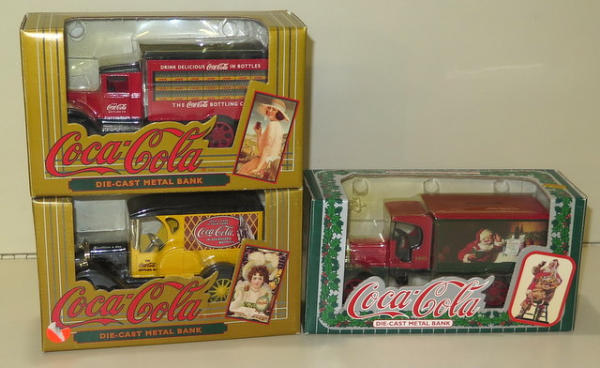 DRINK DELICIOUS Coca-Cola IN BOTTLES
Coca-Cola
THE Coca-Cola BOTTLING CO
Coca-Cola
DIE-CAST METAL BANK
Coca-Cola
Coca-Cola
DIE-CAST METAL BANK
Coca-Cola
DIE-CAST METAL BANK